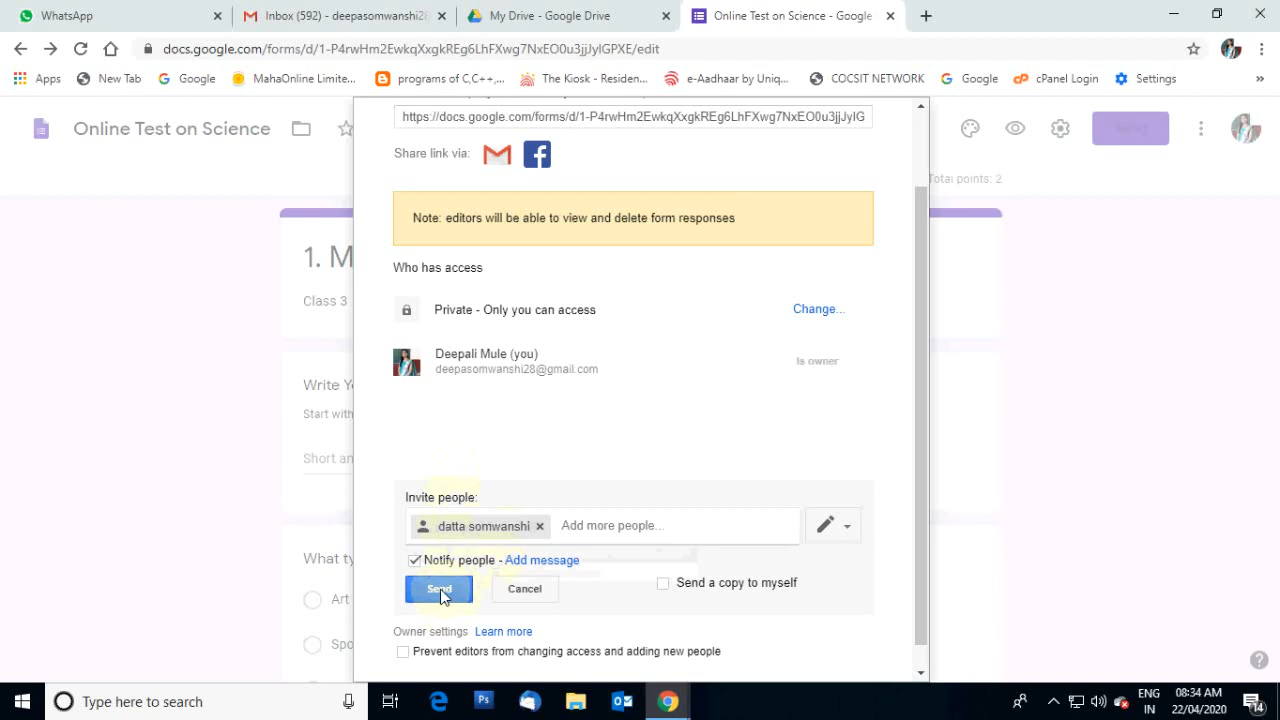 WhatsApp
Inbox (592) - deepasomwanshi28
My Drive - Google Drive
Online Test on Science - Google
docs.google.com/forms/d/1-P4rwHm2EwkqXxgkREg6LhFXwg7NxEO0u3jjJyIGPXE/edit
Apps
New Tab
Google
MahaOnline Limite...
programs of C,C++,...
The Kiosk - Residen...
e-Aadhaar by Uniq...
COCSIT NETWORK
Google
cPanel Login
Settings
»
https://docs.google.com/forms/d/1-P4rwHm2EwkqXxgkREg6LhFXwg7NxEO0u3jjJyIG
Online Test on Science
Share link via:
Total points: 2
Note: editors will be able to view and delete form responses
1. M
Who has access
Class 3
Private - Only you can access
Change...
Deepali Mule (you)
deepasomwanshi28@gmail.com
Is owner
Write Yo
Start with
Short an
Invite people:
datta somwanshi
Add more people...
What ty
Notify people - Add message
Send
Cancel
Send a copy to myself
Art
Owner settings Learn more
Spo
Prevent editors from changing access and adding new people
Type here to search
ENG
IN
08:34 AM
22/04/2020
14